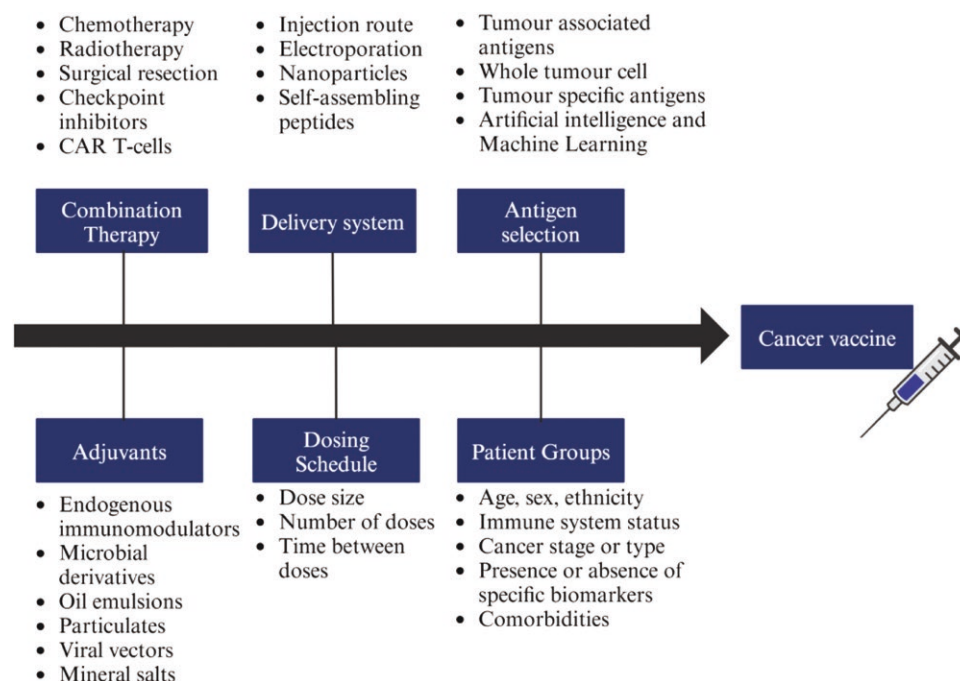 • Chemotherapy
• Radiotherapy
• Surgical resection
• Checkpoint
inhibitors
• CAR T-cells
• Injection route
• Electroporation
• Nanoparticles
• Self-assembling
peptides
• Tumour associated
antigens
• Whole tumour cell
• Tumour specific antigens
• Artificial intelligence and
Machine Learning
Combination
Therapy
Delivery system
Antigen
selection
Cancer vaccine
Adjuvants
Dosing
Schedule
Patient Groups
• Endogenous
immunomodulators
• Microbial
derivatives
• Oil emulsions
• Particulates
• Viral vectors
• Mineral salts
• Dose size
• Number of doses
• Time between
doses
• Age, sex, ethnicity
• Immune system status
• Cancer stage or type
• Presence or absence of
specific biomarkers
• Comorbidities